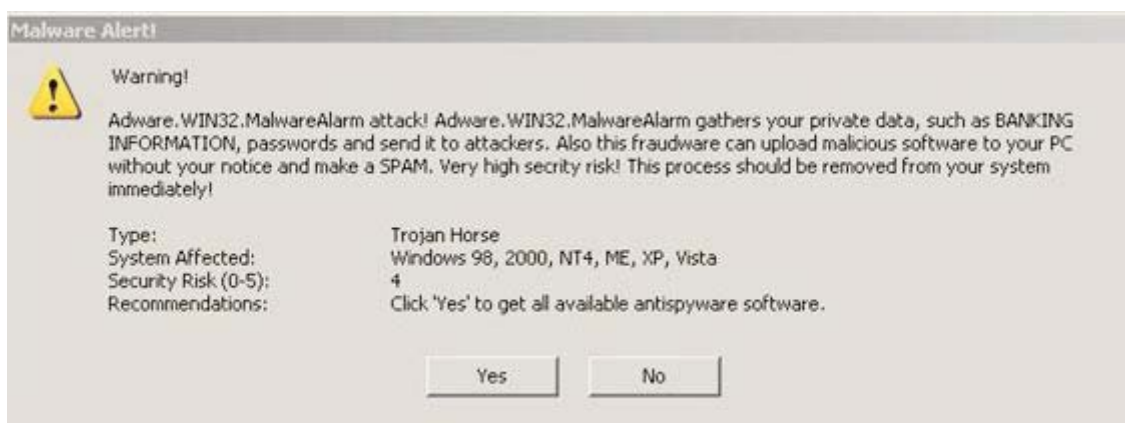 Malware Alert!
Warning!
Adware.WIN32.MalwareAlarm attack! Adware.WIN32.MalwareAlarm gathers your private data, such as BANKING
INFORMATION, passwords and send it to attackers. Also this fraudware can upload malicious software to your PC
without your notice and make a SPAM. Very high secrity risk! This process should be removed from your system
immediately!
Type: Trojan Horse
System Affected: Windows 98, 2000, NT4, ME, XP, Vista
Security Risk (0-5): 4
Recommendations: Click 'Yes' to get all available antispyware software.
Yes No